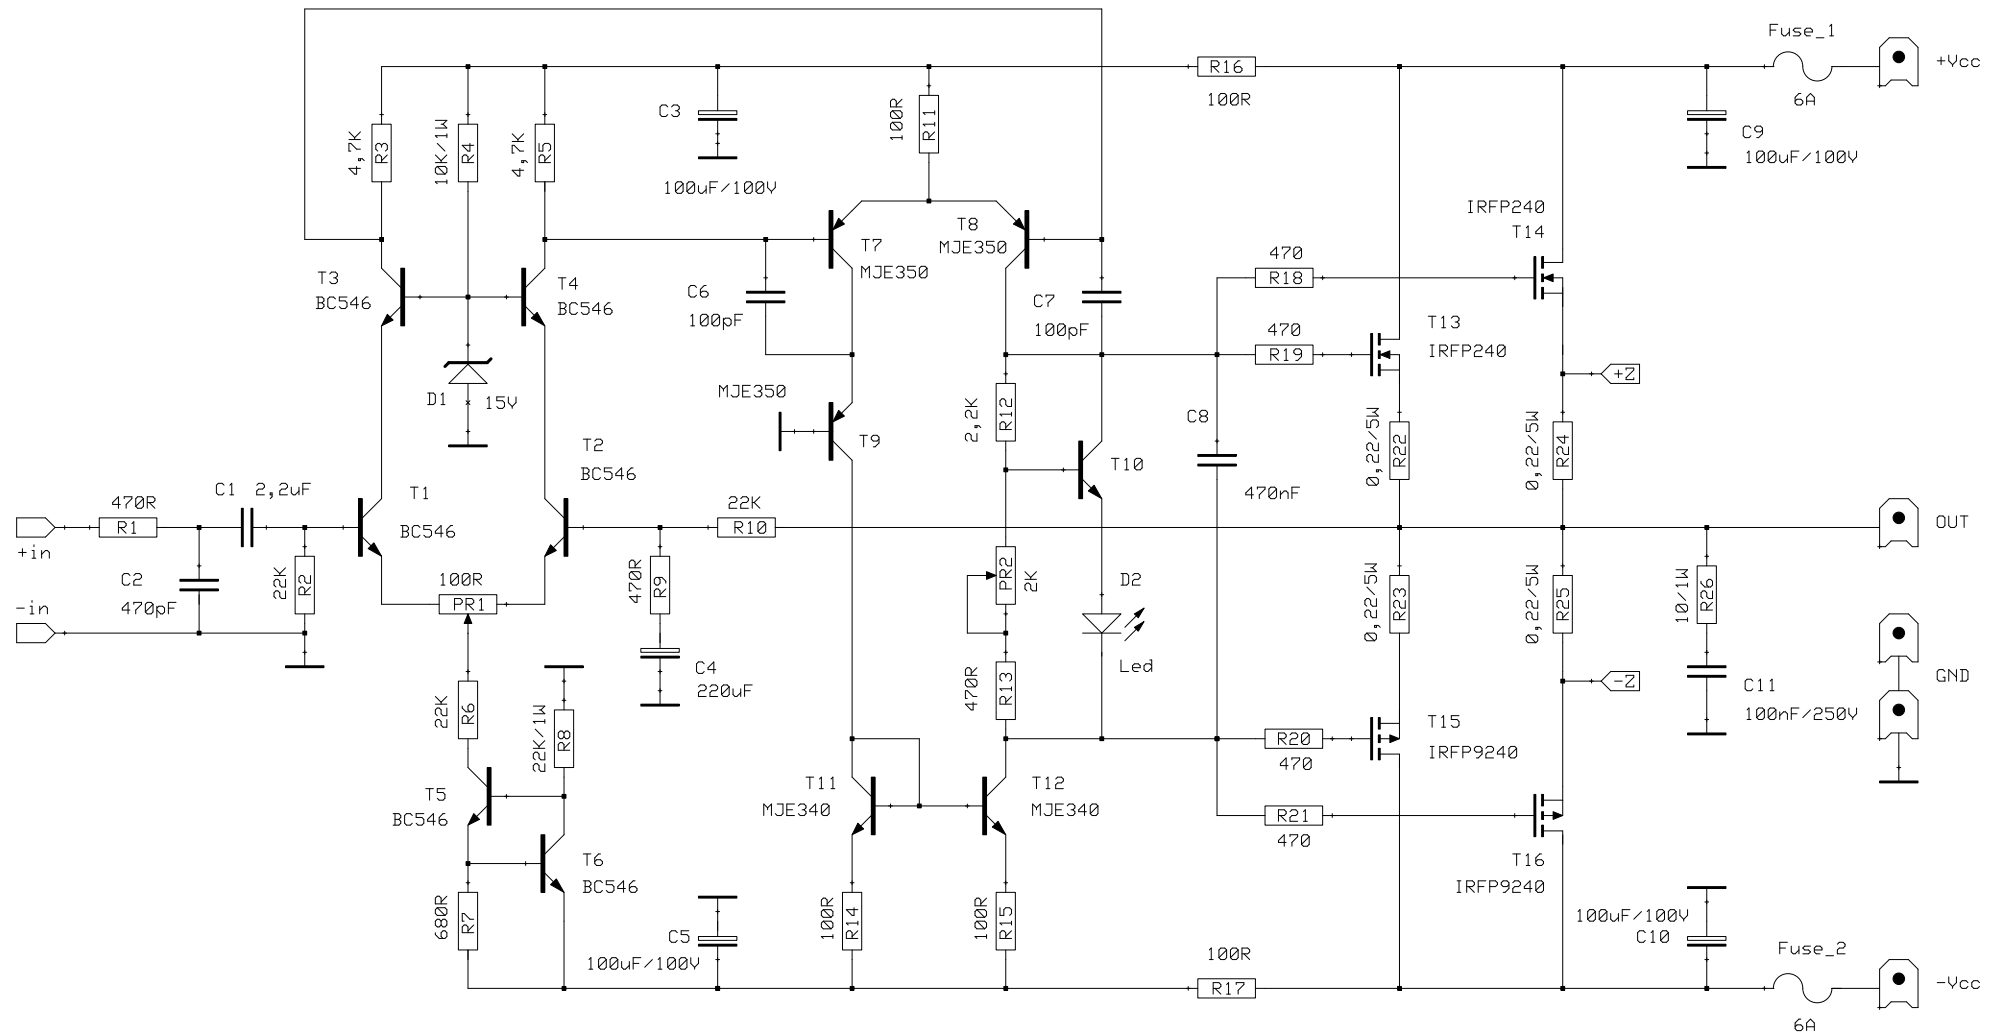 Fuse_1
+Vcc
6A
R16
100R
C3
100uF/100V
R11
100R
C9
100uF/100V
4,7K
R3
10K/1W
R4
4,7K
R5
T3
BC546
T4
BC546
C6
100pF
T7
MJE350
T8
MJE350
C7
100pF
IRFP240
T14
470
R18
470
R19
T13
IRFP240
+Z
D1
15V
MJE350
T9
2,2K
R12
T10
C8
470nF
0,22/5W
R22
0,22/5W
R24
T2
BC546
470R
R1
C1
2,2uF
T1
BC546
22K
R10
OUT
+in
-in
C2
470pF
22K
R2
100R
PR1
470R
R9
C4
220uF
PR2
2K
D2
Led
470R
R13
0,22/5W
R23
0,22/5W
R25
10/1W
R26
C11
100nF/250V
GND
-Z
22K
R6
22K/1W
R8
T5
BC546
T6
BC546
T11
MJE340
T12
MJE340
R20
470
R21
470
T15
IRFP9240
T16
IRFP9240
680R
R7
C5
100uF/100V
100R
R14
100R
R15
100R
R17
100uF/100V
C10
Fuse_2
-Vcc
6A